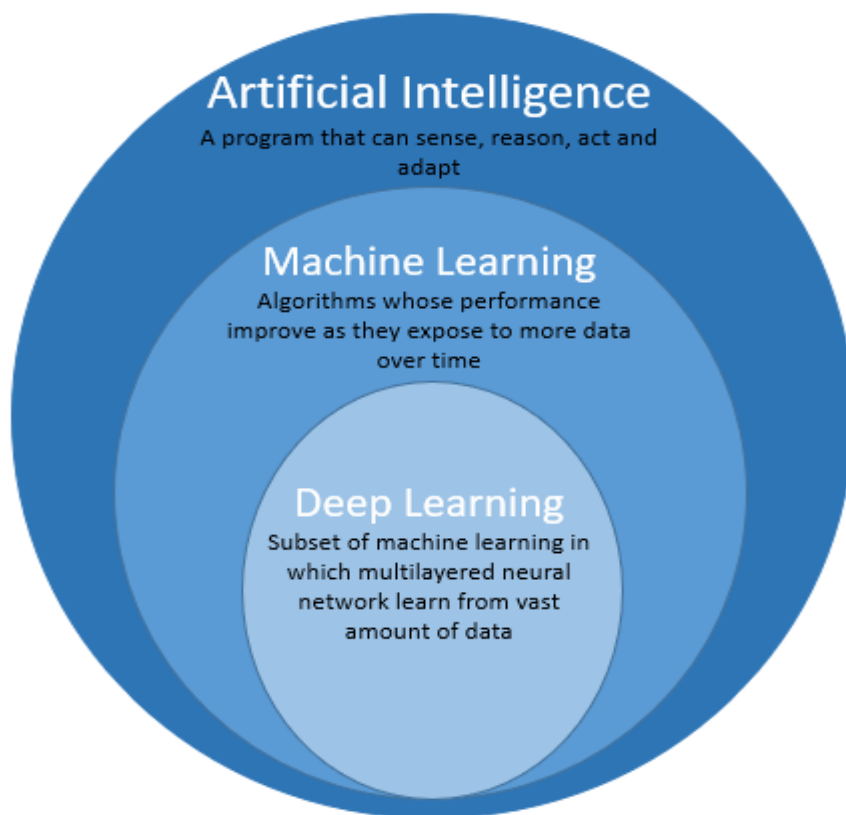 Artificial Intelligence
A program that can sense, reason, act and
adapt
Machine Learning
Algorithms whose performance
improve as they expose to more data
over time
Deep Learning
Subset of machine learning in
which multilayered neural
network learn from vast
amount of data